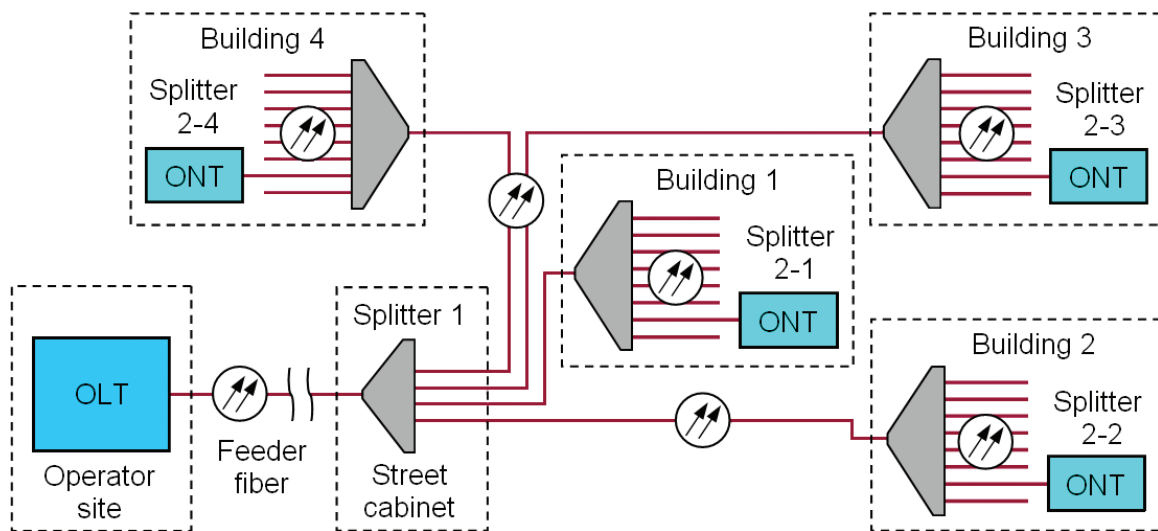 Building 4
Splitter
2-4
ONT
Building 3
Splitter
2-3
ONT
Building 1
Splitter
2-1
ONT
Building 2
Splitter
2-2
ONT
Splitter 1
Street
cabinet
OLT
Operator
site
Feeder
fiber